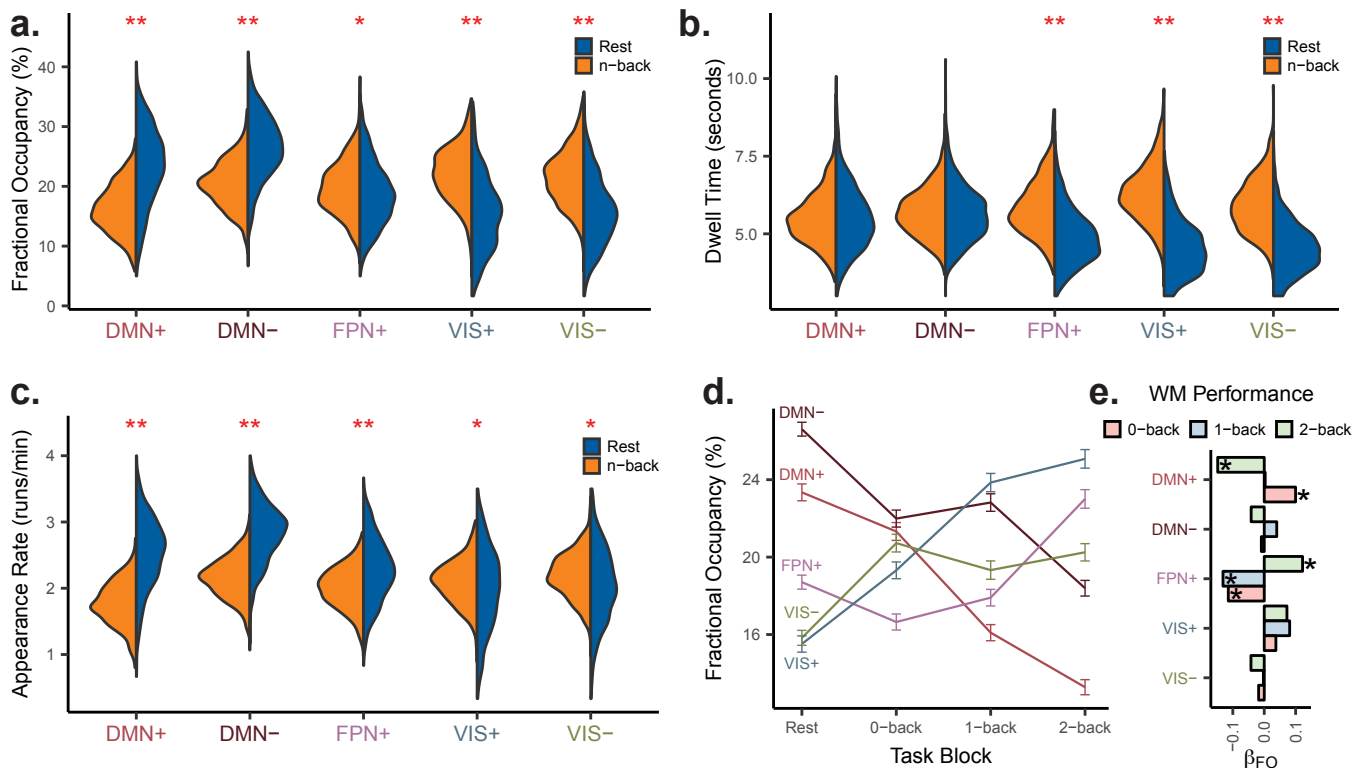 a.
** ** * ** **
Fractional Occupancy (%)
Rest
n−back
40
30
20
10
0
DMN+ DMN− FPN+ VIS+ VIS−
b.
** ** **
Dwell Time (seconds)
Rest
n−back
10.0
7.5
5.0
DMN+ DMN− FPN+ VIS+ VIS−
c.
** ** ** * *
Appearance Rate (runs/min)
Rest
n−back
4
3
2
1
DMN+ DMN− FPN+ VIS+ VIS−
d.
Fractional Occupancy (%)
24
20
16
DMN−
DMN+
FPN+
VIS−
VIS+
Rest 0−back 1−back 2−back
Task Block
e.
WM Performance
0−back 1−back 2−back
DMN+ * *
DMN−
FPN+ * * *
VIS+
VIS−
−0.1 0.0 0.1
βFO